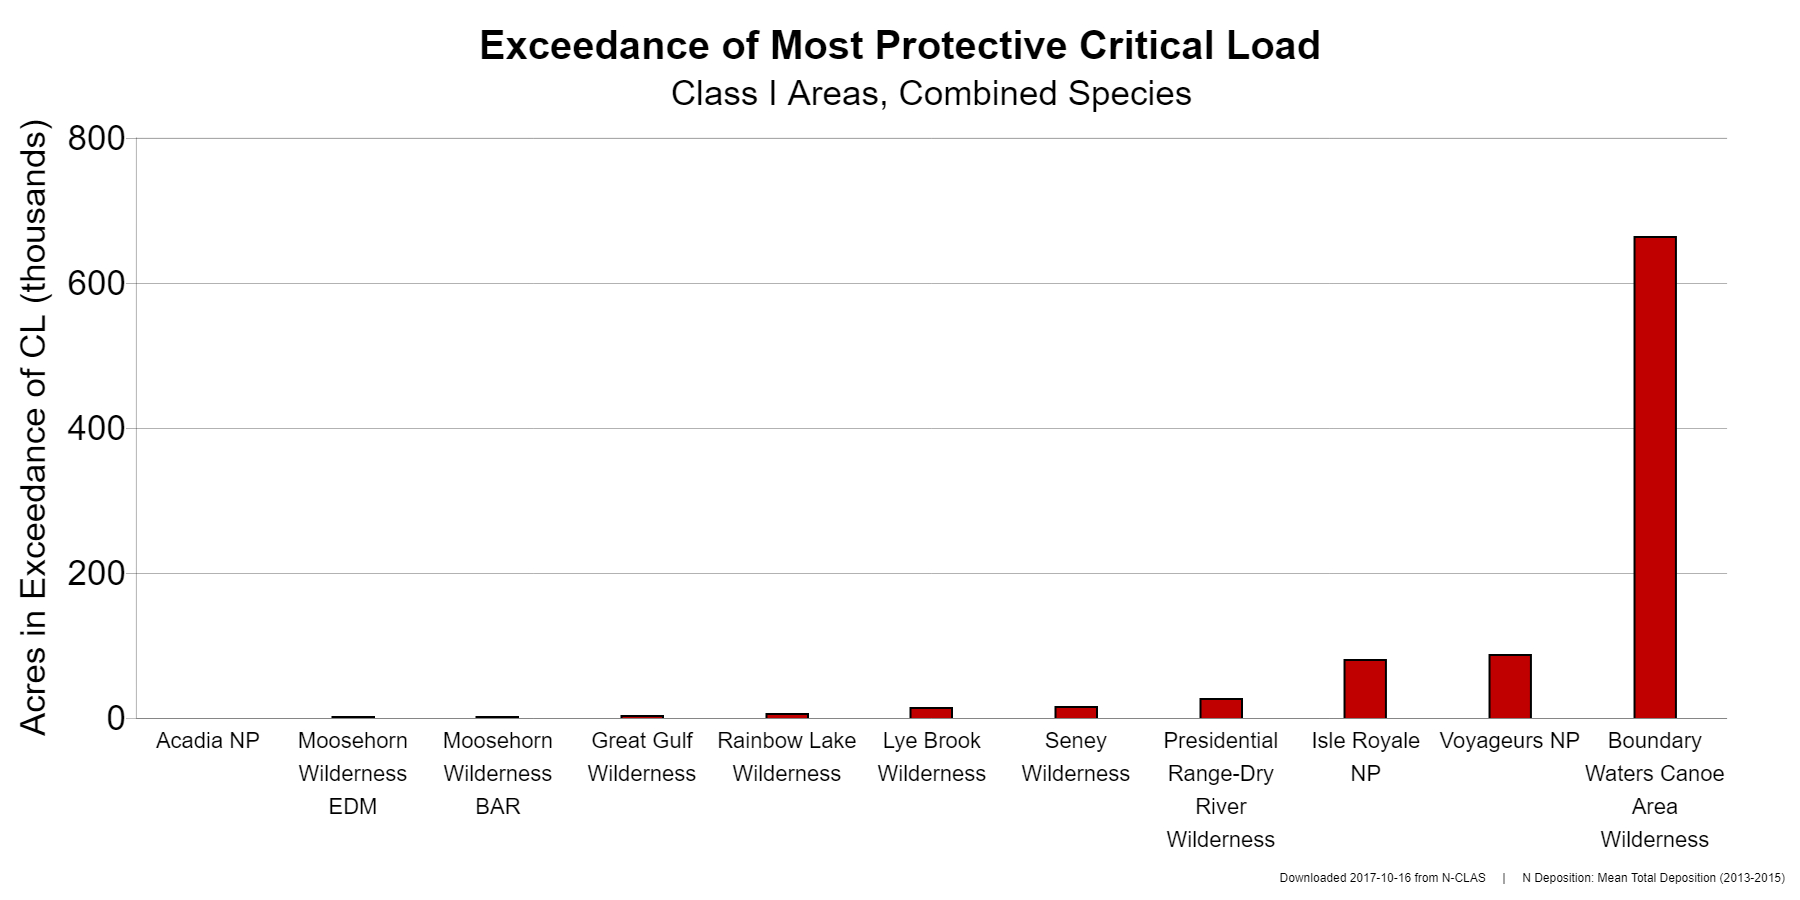 Exceedance of Most Protective Critical Load
Class I Areas, Combined Species
Acres in Exceedance of CL (thousands)
800
600
400
200
0
Acadia NP
Moosehorn
Wilderness
EDM
Moosehorn
Wilderness
BAR
Great Gulf
Wilderness
Rainbow Lake
Wilderness
Lye Brook
Wilderness
Seney
Wilderness
Presidential
Range-Dry
River
Wilderness
Isle Royale
NP
Voyageurs NP
Boundary
Waters Canoe
Area
Wilderness
Downloaded 2017-10-16 from N-CLAS | N Deposition: Mean Total Deposition (2013-2015)